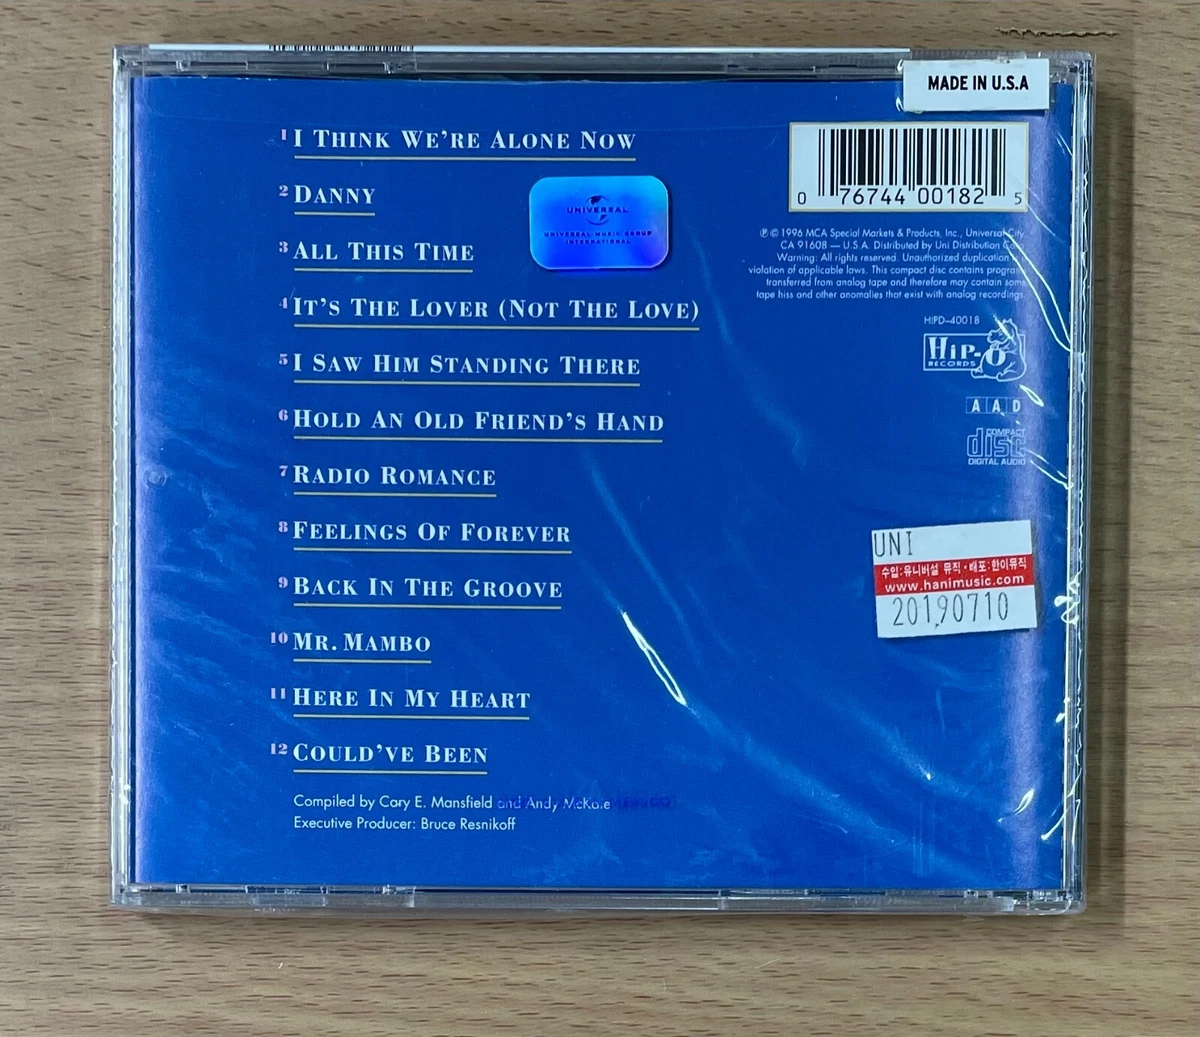 MADE IN U.S.A
1 I THINK WE'RE ALONE NOW
2 DANNY
3 ALL THIS TIME
4 IT'S THE LOVER (NOT THE LOVE)
5 I SAW HIM STANDING THERE
6 HOLD AN OLD FRIEND'S HAND
7 RADIO ROMANCE
8 FEELINGS OF FOREVER
9 BACK IN THE GROOVE
10 MR. MAMBO
11 HERE IN MY HEART
12 COULD'VE BEEN
Compiled by Cary E. Mansfield and Andy McKaie
Executive Producer: Bruce Resnikoff
UNIVERSAL
UNIVERSAL MUSIC GROUP
INTERNATIONAL
0 76744 00182 5
℗© 1996 MCA Special Markets & Products, Inc., Universal City,
CA 91608 — U.S.A. Distributed by Uni Distribution
Warning: All rights reserved. Unauthorized duplication
violation of applicable laws. This compact disc contains
transferred from analog tape and therefore may contain some
tape hiss and other anomalies that exist with analog recordings.
HIPD-40018
HIP-O
RECORDS
A A D
COMPACT
disc
DIGITAL AUDIO
UNI
수입:유니버설 뮤직·배포:한이뮤직
www.hanimusic.com
20190710